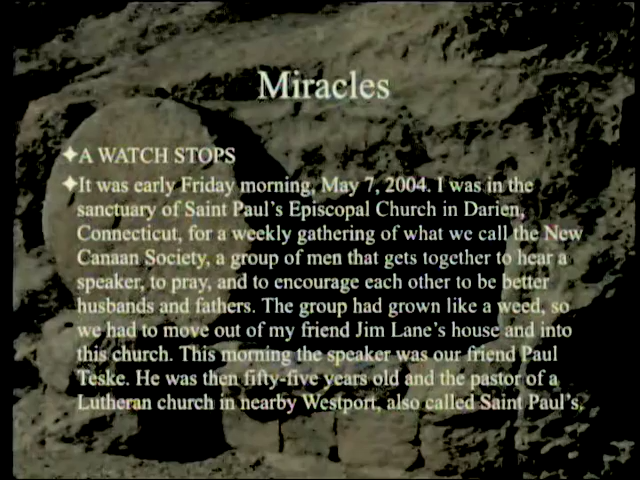 Miracles
✦A WATCH STOPS
✦It was early Friday morning, May 7, 2004. I was in the
sanctuary of Saint Paul's Episcopal Church in Darien,
Connecticut, for a weekly gathering of what we call the New
Canaan Society, a group of men that gets together to hear a
speaker, to pray, and to encourage each other to be better
husbands and fathers. The group had grown like a weed, so
we had to move out of my friend Jim Lane's house and into
this church. This morning the speaker was our friend Paul
Teske. He was then fifty-five years old and the pastor of a
Lutheran church in nearby Westport, also called Saint Paul's.